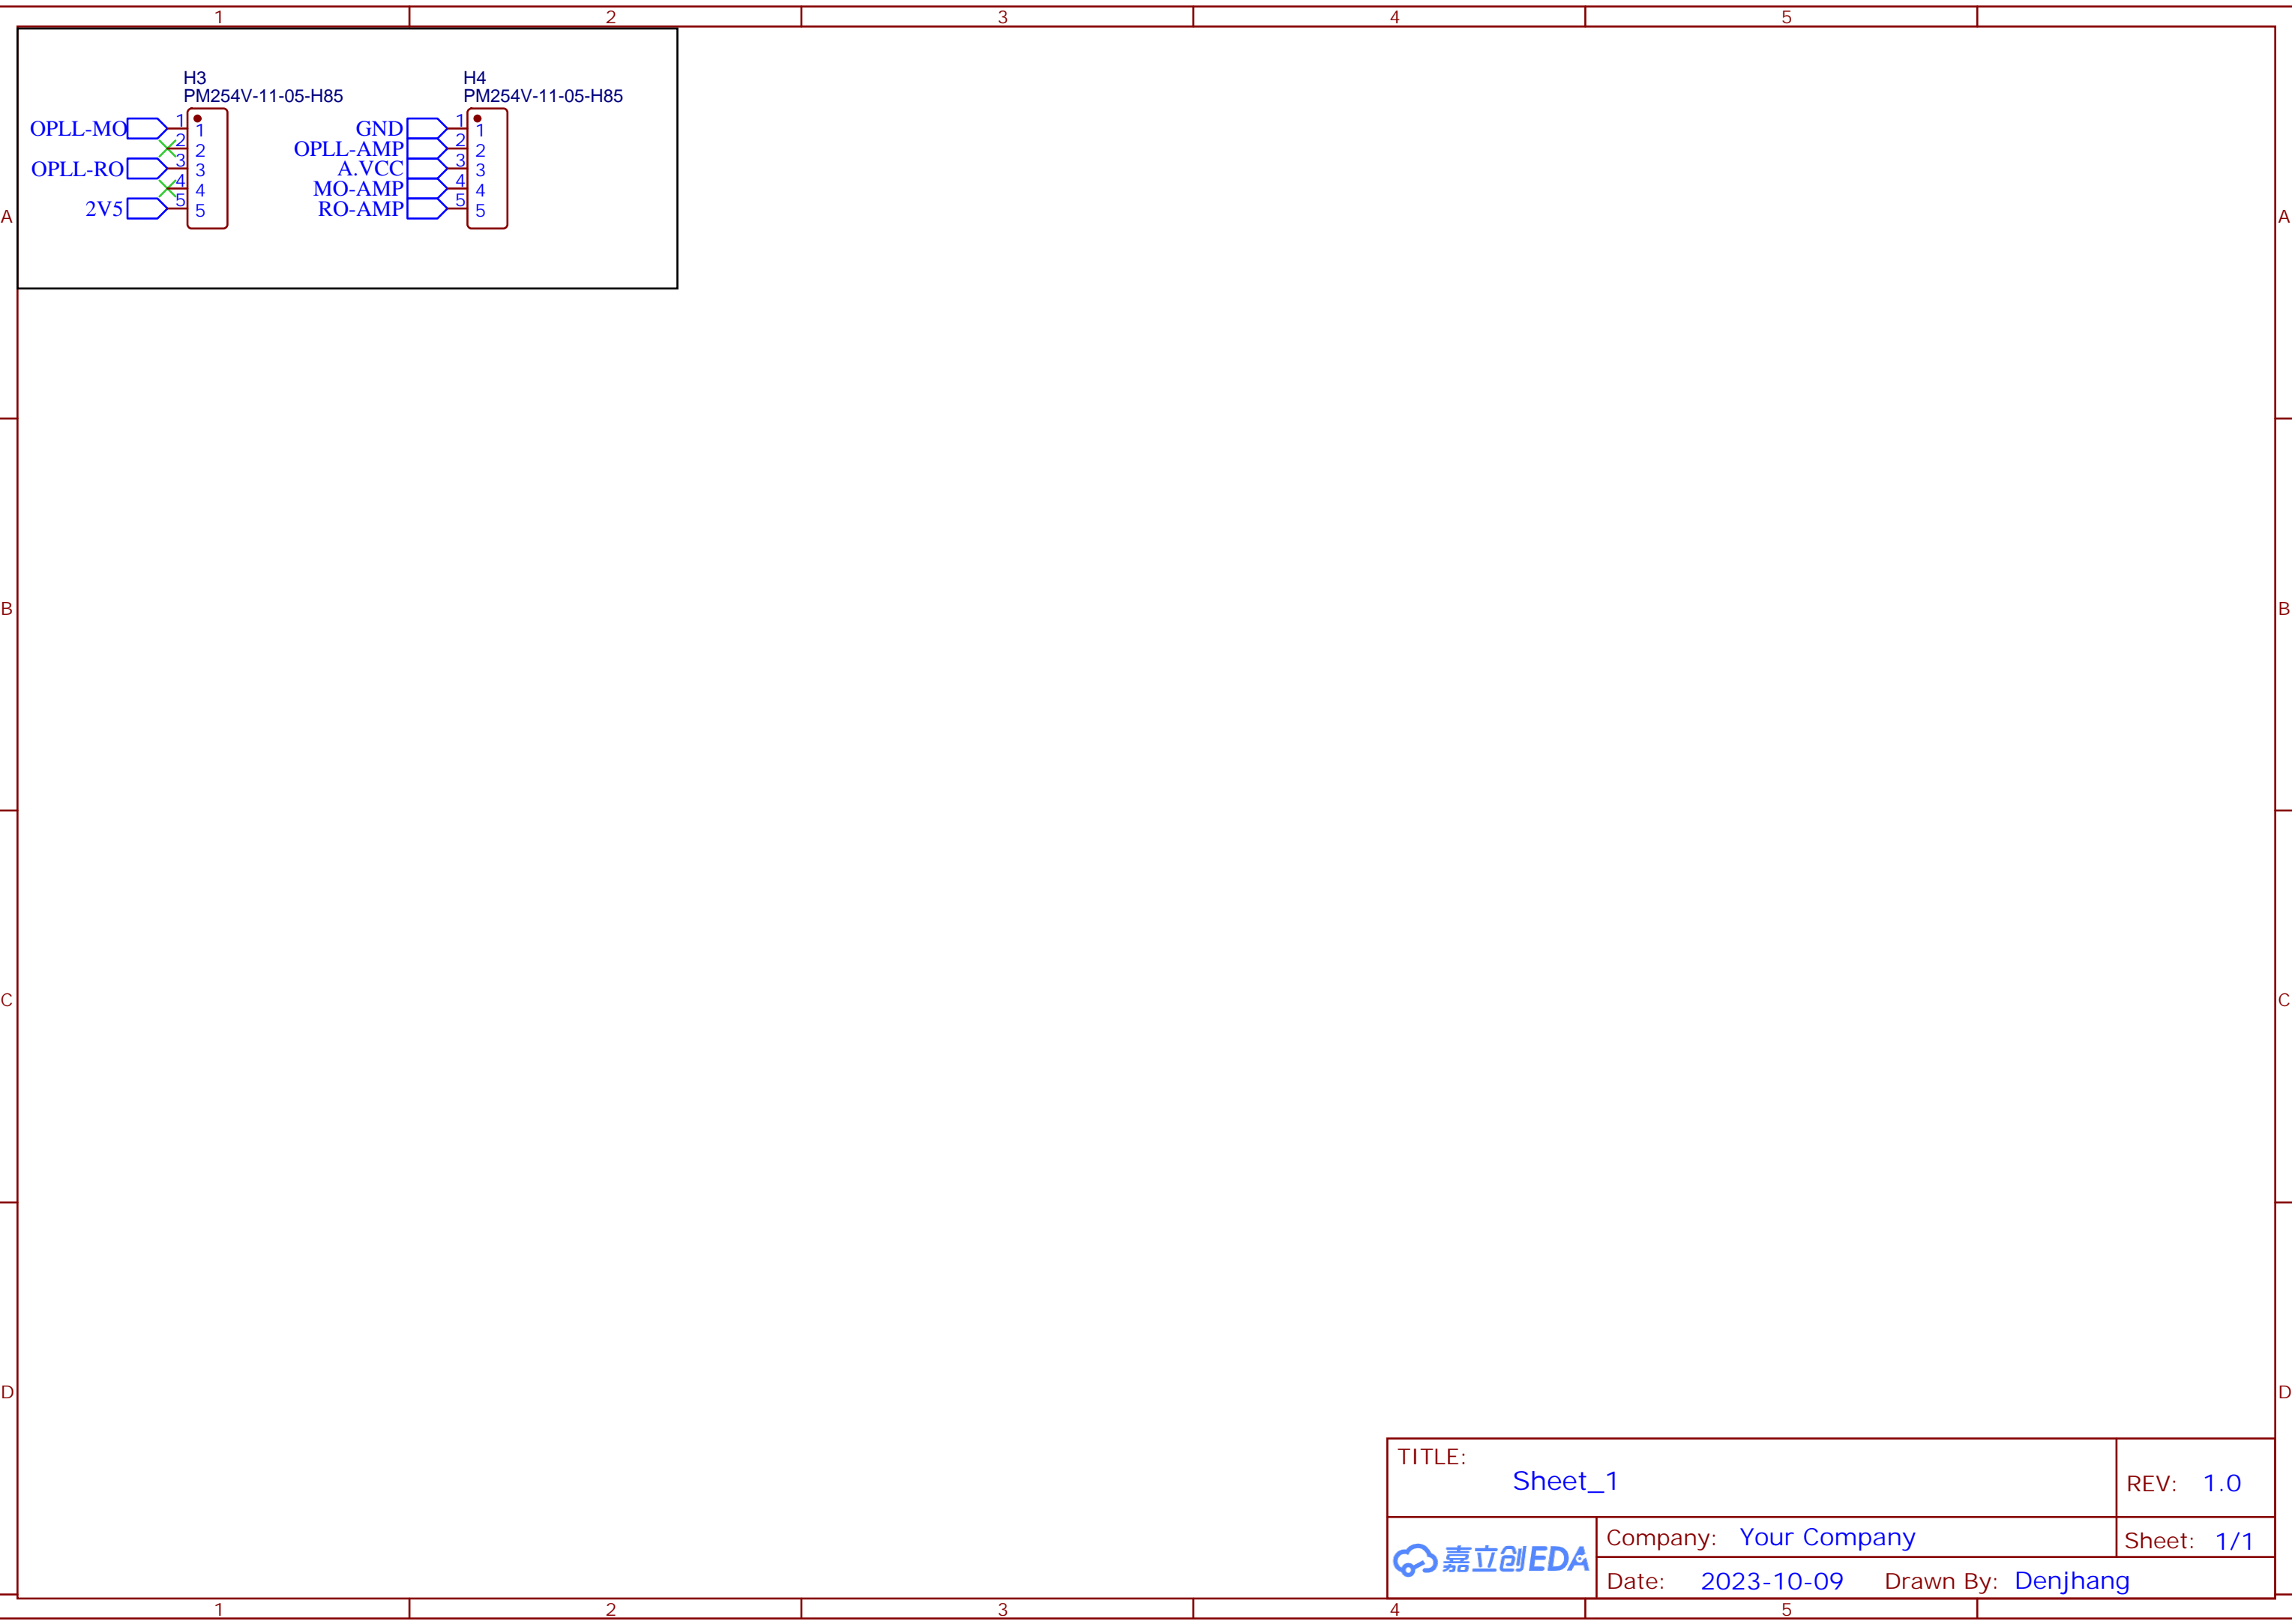 1 2 3 4 5
H3
PM254V-11-05-H85
OPLL-MO 1 1
2 2
OPLL-RO 3 3
4 4
2V5 5 5
H4
PM254V-11-05-H85
GND 1 1
OPLL-AMP 2 2
A.VCC 3 3
MO-AMP 4 4
RO-AMP 5 5
A A
B B
C C
D D
TITLE:
Sheet_1
REV: 1.0
嘉立创EDA
Company: Your Company
Sheet: 1/1
Date: 2023-10-09 Drawn By: Denjhang
1 2 3 4 5